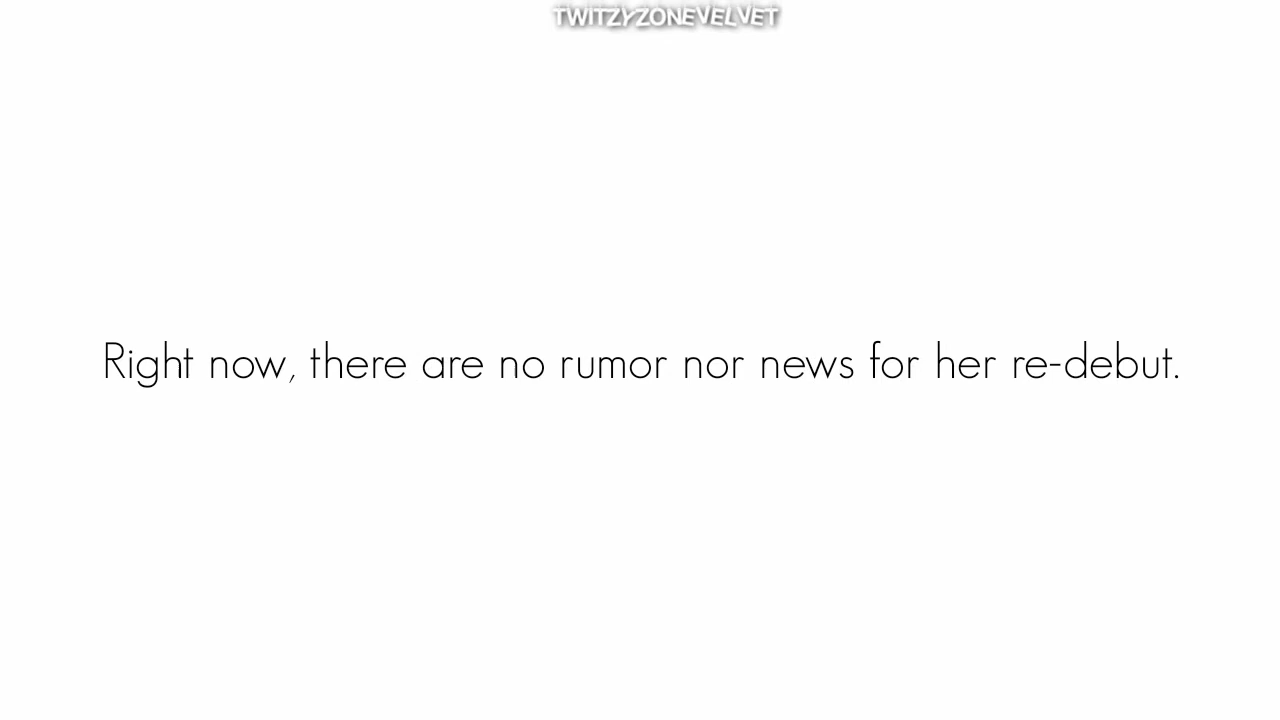 TWITZYZONEVELVET
Right now, there are no rumor nor news for her re-debut.